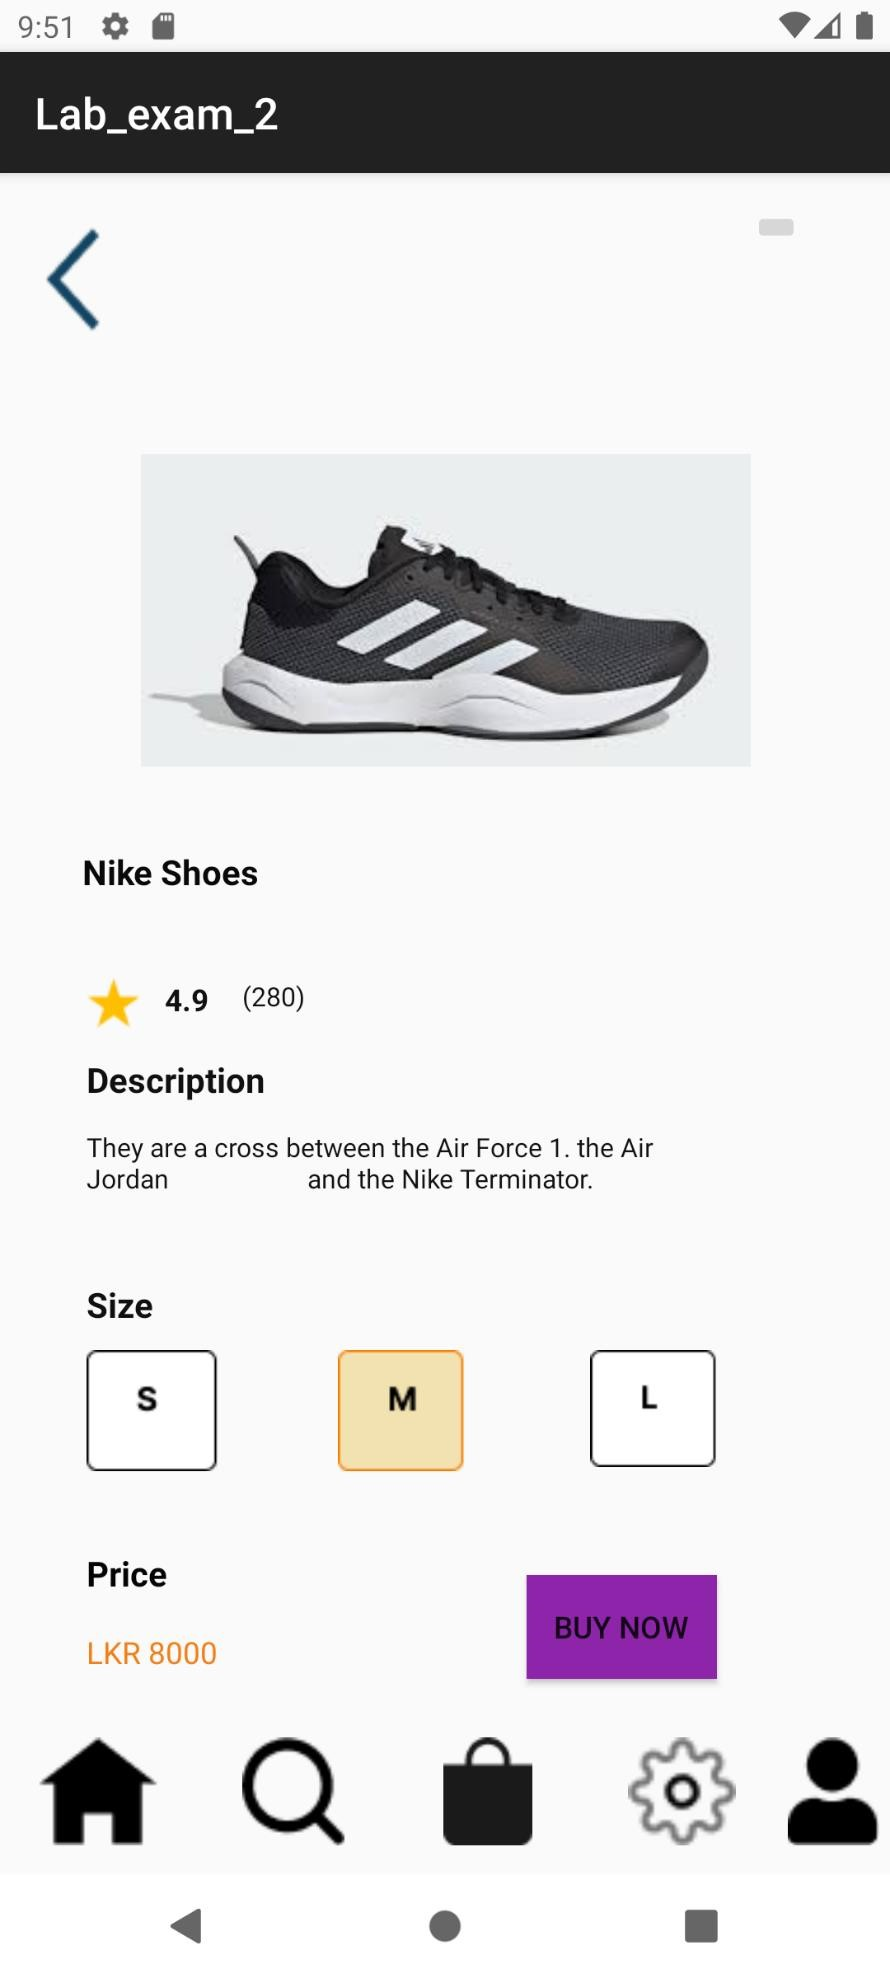 9:51
Lab_exam_2
Nike Shoes
4.9 (280)
Description
They are a cross between the Air Force 1. the Air
Jordan and the Nike Terminator.
Size
S M L
Price
BUY NOW
LKR 8000